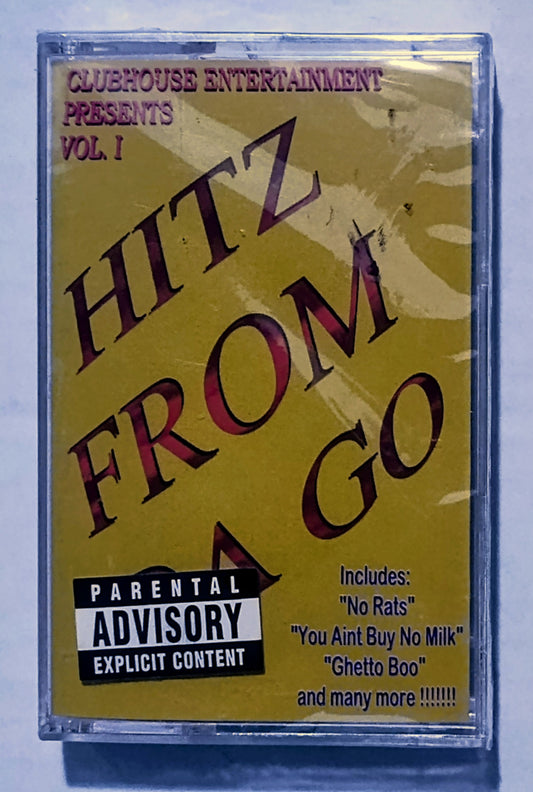 CLUBHOUSE ENTERTAINMENT
PRESENTS
VOL. I
HITZ
FROM
A GO
PARENTAL
ADVISORY
EXPLICIT CONTENT
Includes:
"No Rats"
"You Aint Buy No Milk"
"Ghetto Boo"
and many more !!!!!!!